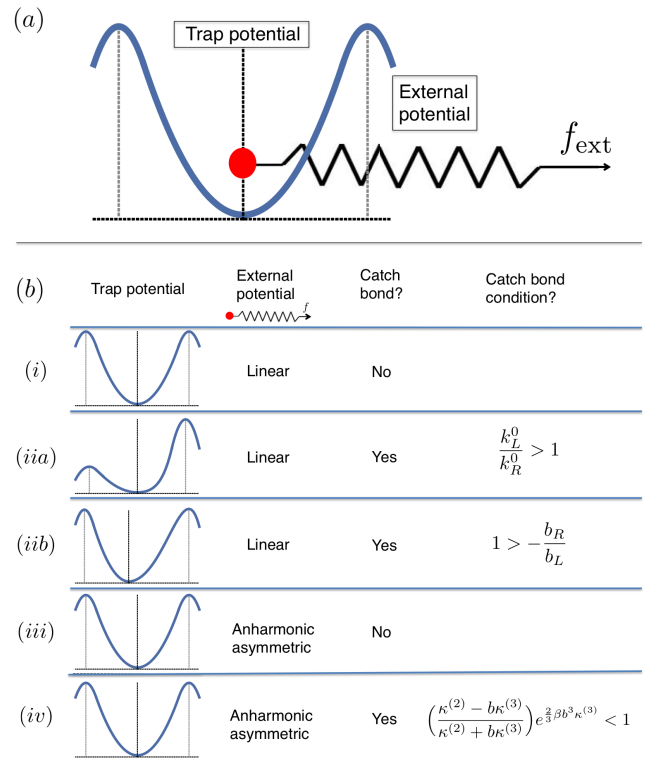 (a)
Trap potential
External
potential
f_ext
(b)
Trap potential
External
potential
f
Catch
bond?
Catch bond
condition?
(i)
Linear
No
(iia)
Linear
Yes
k_L^0 / k_R^0 > 1
(iib)
Linear
Yes
1 > − b_R / b_L
(iii)
Anharmonic
asymmetric
No
(iv)
Anharmonic
asymmetric
Yes
( (κ^(2) − bκ^(3)) / (κ^(2) + bκ^(3)) ) e^{(2/3) β b^3 κ^(3)} < 1